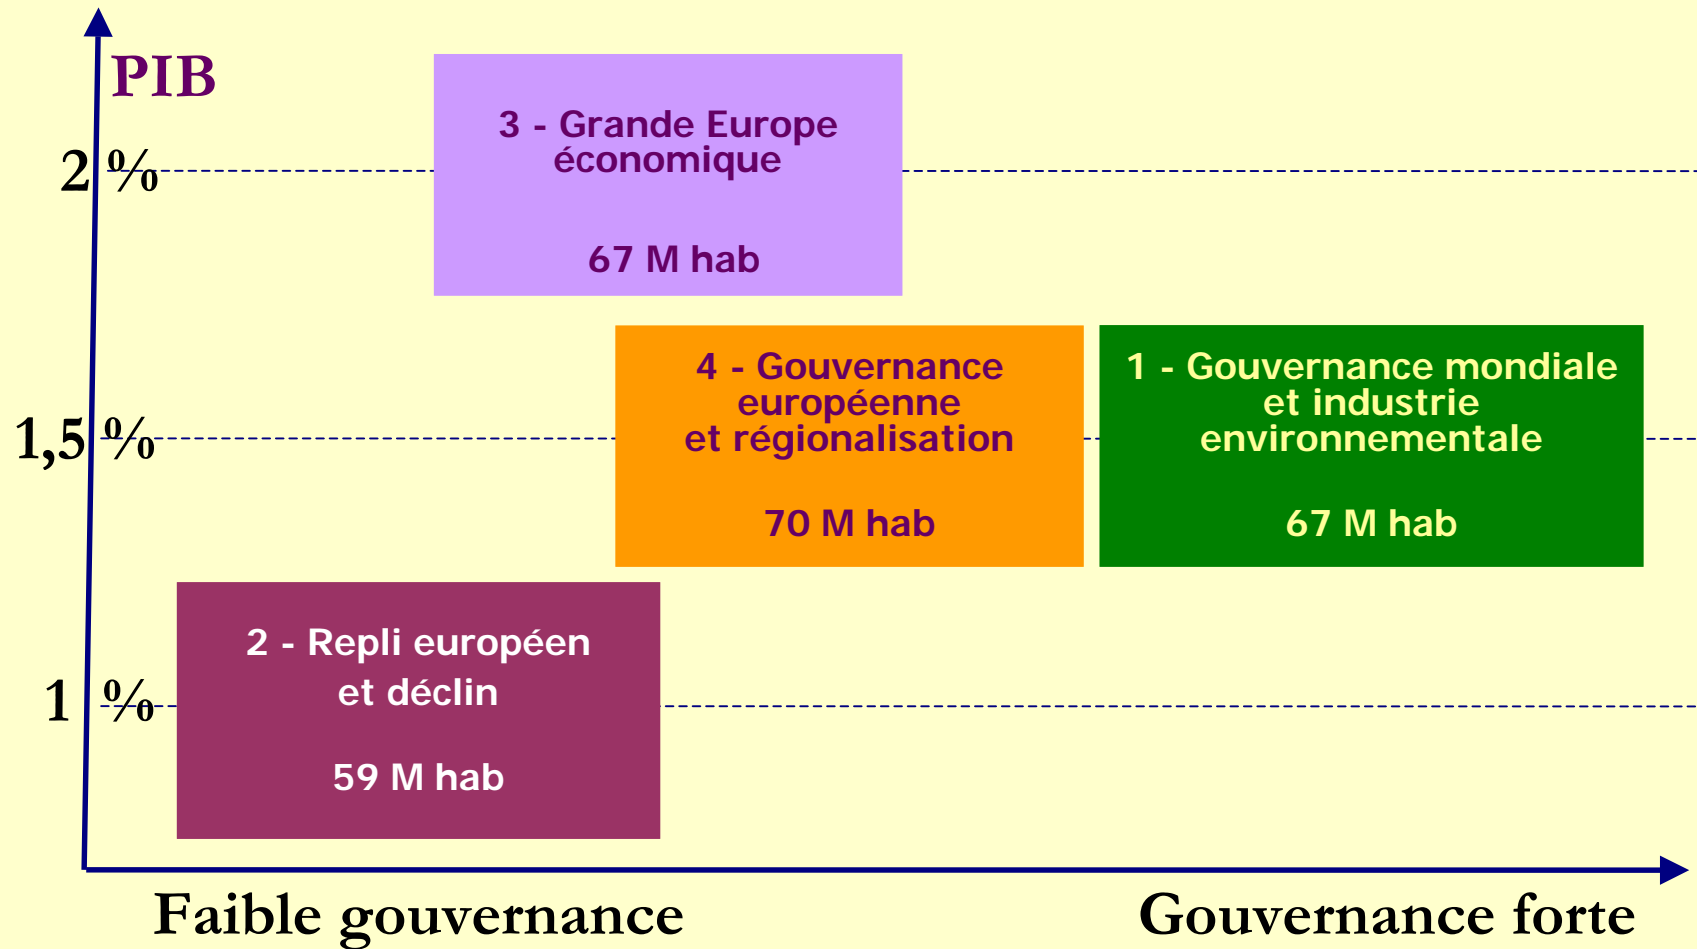 PIB
3 - Grande Europe
économique
67 M hab
2 %
4 - Gouvernance
européenne
et régionalisation
70 M hab
1 - Gouvernance mondiale
et industrie
environnementale
67 M hab
1,5 %
2 - Repli européen
et déclin
59 M hab
1 %
Faible gouvernance
Gouvernance forte